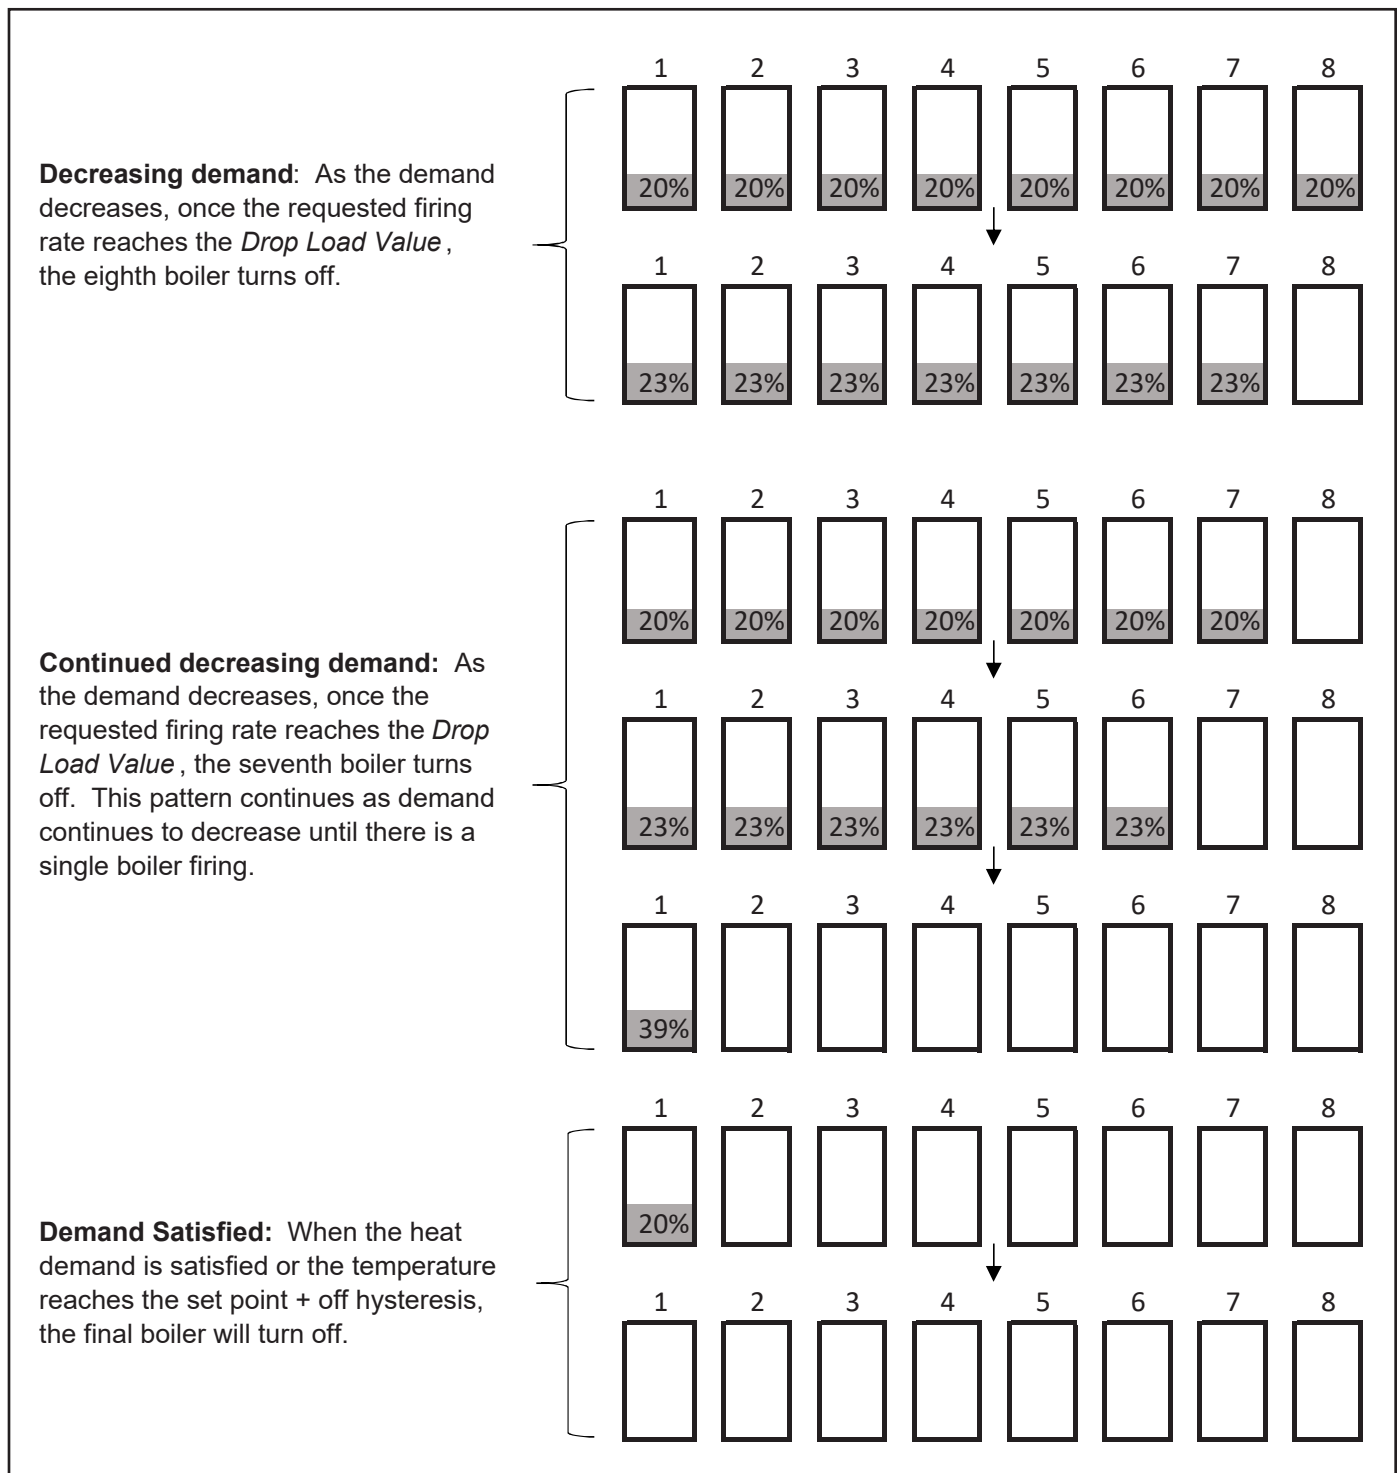 1 2 3 4 5 6 7 8
Decreasing demand: As the demand
decreases, once the requested firing
rate reaches the Drop Load Value,
the eighth boiler turns off.
20% 20% 20% 20% 20% 20% 20% 20%
1 2 3 4 5 6 7 8
23% 23% 23% 23% 23% 23% 23%
1 2 3 4 5 6 7 8
20% 20% 20% 20% 20% 20% 20%
Continued decreasing demand: As
the demand decreases, once the
requested firing rate reaches the Drop
Load Value, the seventh boiler turns
off. This pattern continues as demand
continues to decrease until there is a
single boiler firing.
1 2 3 4 5 6 7 8
23% 23% 23% 23% 23% 23%
1 2 3 4 5 6 7 8
39%
1 2 3 4 5 6 7 8
20%
Demand Satisfied: When the heat
demand is satisfied or the temperature
reaches the set point + off hysteresis,
the final boiler will turn off.
1 2 3 4 5 6 7 8